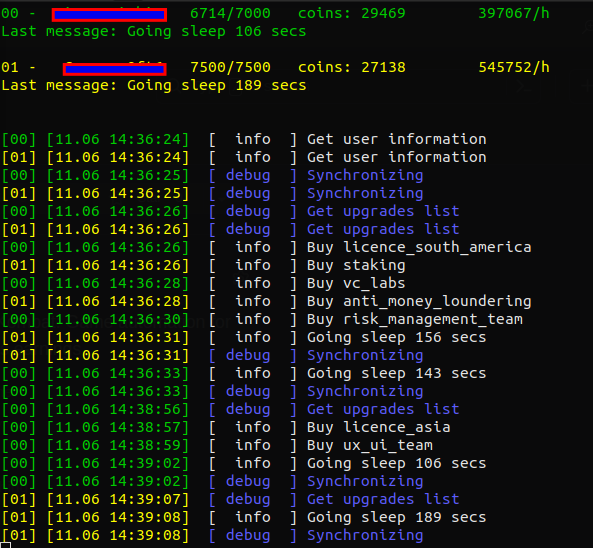 00 - 6714/7000 coins: 29469 397067/h
Last message: Going sleep 106 secs
01 - 7500/7500 coins: 27138 545752/h
Last message: Going sleep 189 secs
[00] [11.06 14:36:24] [ info ] Get user information
[01] [11.06 14:36:24] [ info ] Get user information
[00] [11.06 14:36:25] [ debug ] Synchronizing
[01] [11.06 14:36:25] [ debug ] Synchronizing
[00] [11.06 14:36:26] [ debug ] Get upgrades list
[01] [11.06 14:36:26] [ debug ] Get upgrades list
[00] [11.06 14:36:26] [ info ] Buy licence_south_america
[01] [11.06 14:36:26] [ info ] Buy staking
[00] [11.06 14:36:28] [ info ] Buy vc_labs
[01] [11.06 14:36:28] [ info ] Buy anti_money_loundering
[00] [11.06 14:36:30] [ info ] Buy risk_management_team
[01] [11.06 14:36:31] [ info ] Going sleep 156 secs
[01] [11.06 14:36:31] [ debug ] Synchronizing
[00] [11.06 14:36:33] [ info ] Going sleep 143 secs
[00] [11.06 14:36:33] [ debug ] Synchronizing
[00] [11.06 14:38:56] [ debug ] Get upgrades list
[00] [11.06 14:38:57] [ info ] Buy licence_asia
[00] [11.06 14:38:59] [ info ] Buy ux_ui_team
[00] [11.06 14:39:02] [ info ] Going sleep 106 secs
[00] [11.06 14:39:02] [ debug ] Synchronizing
[01] [11.06 14:39:07] [ debug ] Get upgrades list
[01] [11.06 14:39:08] [ info ] Going sleep 189 secs
[01] [11.06 14:39:08] [ debug ] Synchronizing